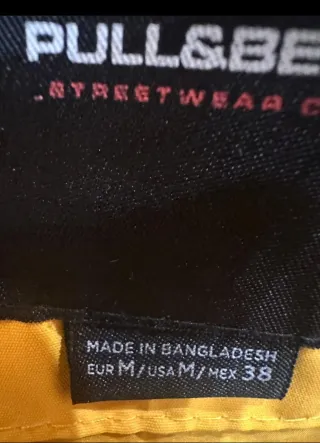 PULL&BE
.STREETWEAR C
MADE IN BANGLADESH
EUR M/USA M/MEX 38